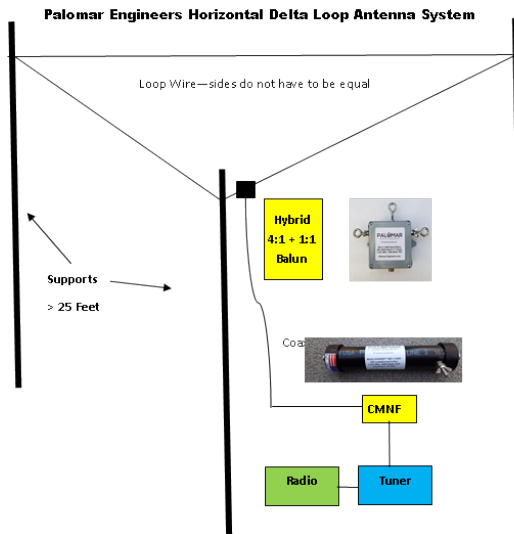 Palomar Engineers Horizontal Delta Loop Antenna System
Loop Wire—sides do not have to be equal
Hybrid
4:1 + 1:1
Balun
PALOMAR
Supports
> 25 Feet
CMNF
Radio
Tuner